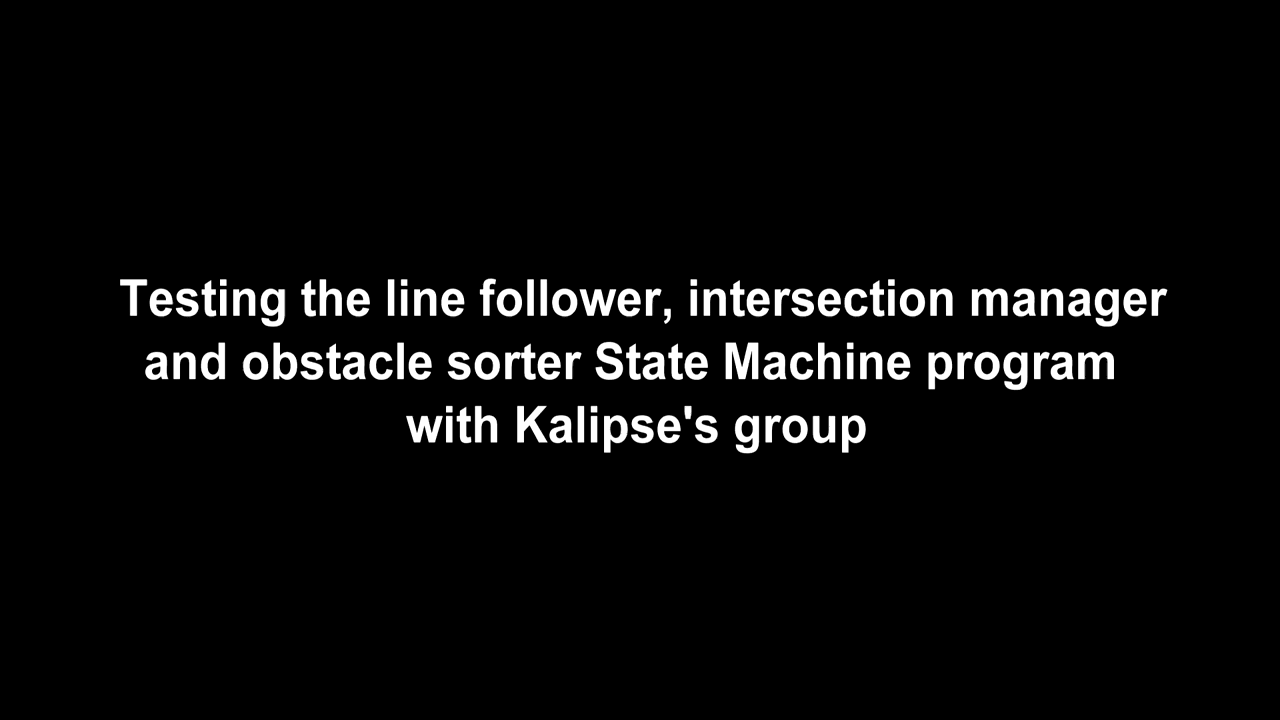 Testing the line follower, intersection manager
and obstacle sorter State Machine program
with Kalipse's group